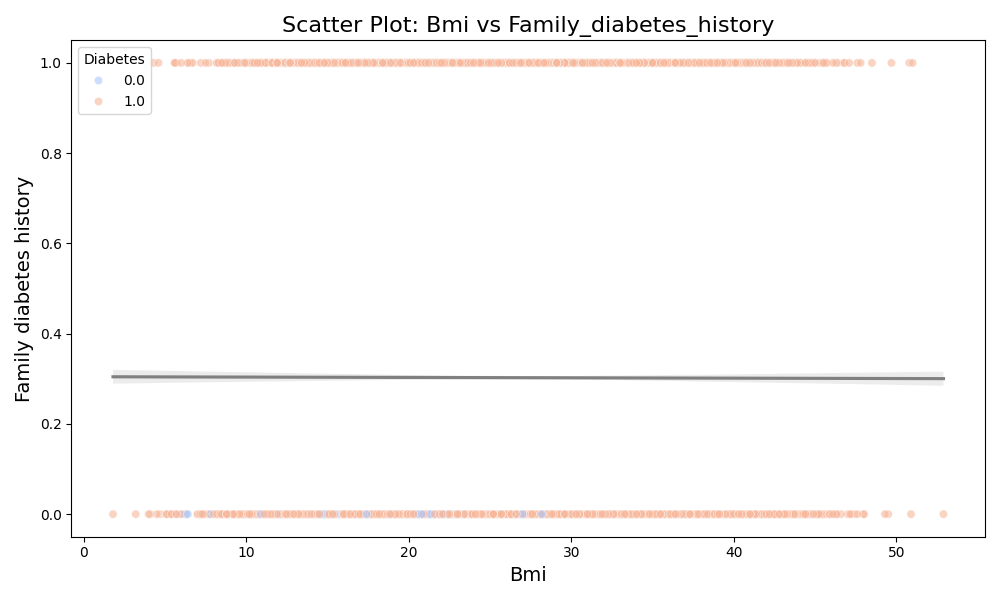 Scatter Plot: Bmi vs Family_diabetes_history
Diabetes
0.0
1.0
1.0
0.8
0.6
0.4
0.2
0.0
Family diabetes history
0 10 20 30 40 50
Bmi